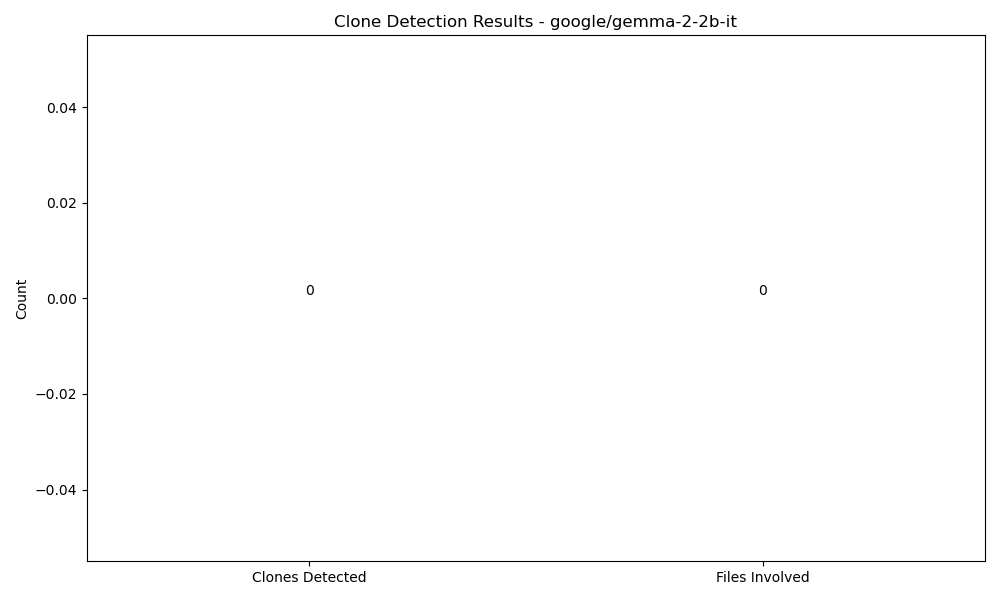 Clone Detection Results - google/gemma-2-2b-it
0.04
0.02
0.00
−0.02
−0.04
Count
0
0
Clones Detected
Files Involved